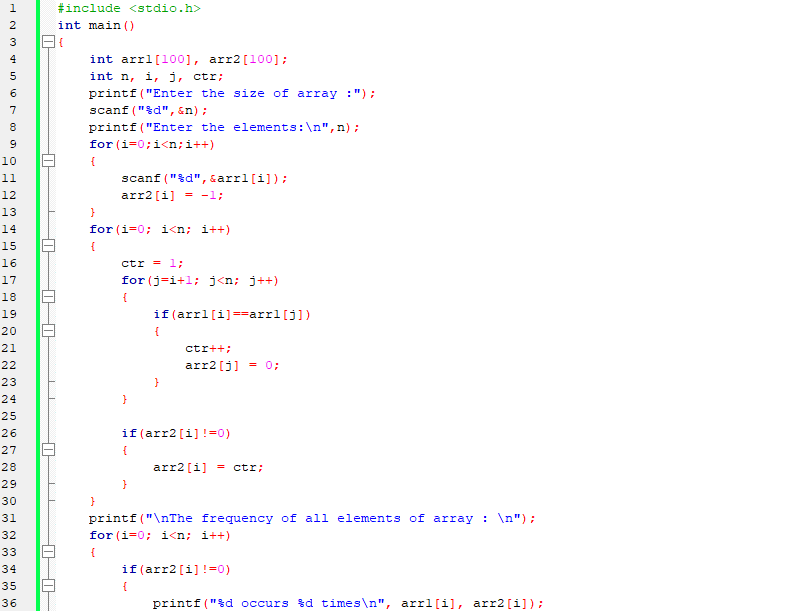 1 #include <stdio.h>
2 int main()
3 {
4 int arr1[100], arr2[100];
5 int n, i, j, ctr;
6 printf("Enter the size of array :");
7 scanf("%d",&n);
8 printf("Enter the elements:\n",n);
9 for(i=0;i<n;i++)
10 {
11 scanf("%d",&arr1[i]);
12 arr2[i] = -1;
13 }
14 for(i=0; i<n; i++)
15 {
16 ctr = 1;
17 for(j=i+1; j<n; j++)
18 {
19 if(arr1[i]==arr1[j])
20 {
21 ctr++;
22 arr2[j] = 0;
23 }
24 }
25
26 if(arr2[i]!=0)
27 {
28 arr2[i] = ctr;
29 }
30 }
31 printf("\nThe frequency of all elements of array : \n");
32 for(i=0; i<n; i++)
33 {
34 if(arr2[i]!=0)
35 {
36 printf("%d occurs %d times\n", arr1[i], arr2[i]);